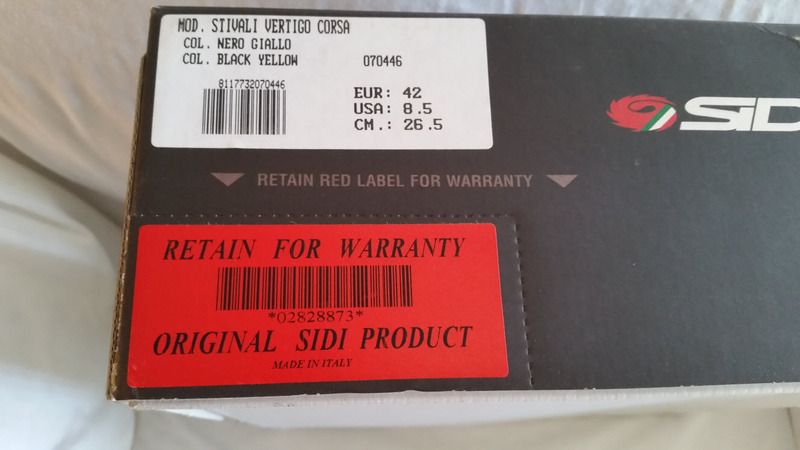 MOD. STIVALI VERTIGO CORSA
COL. NERO GIALLO
COL. BLACK YELLOW 070446
8117732070446
EUR: 42
USA: 8.5
CM.: 26.5
SiD
RETAIN RED LABEL FOR WARRANTY
RETAIN FOR WARRANTY
*02828873*
ORIGINAL SIDI PRODUCT
MADE IN ITALY